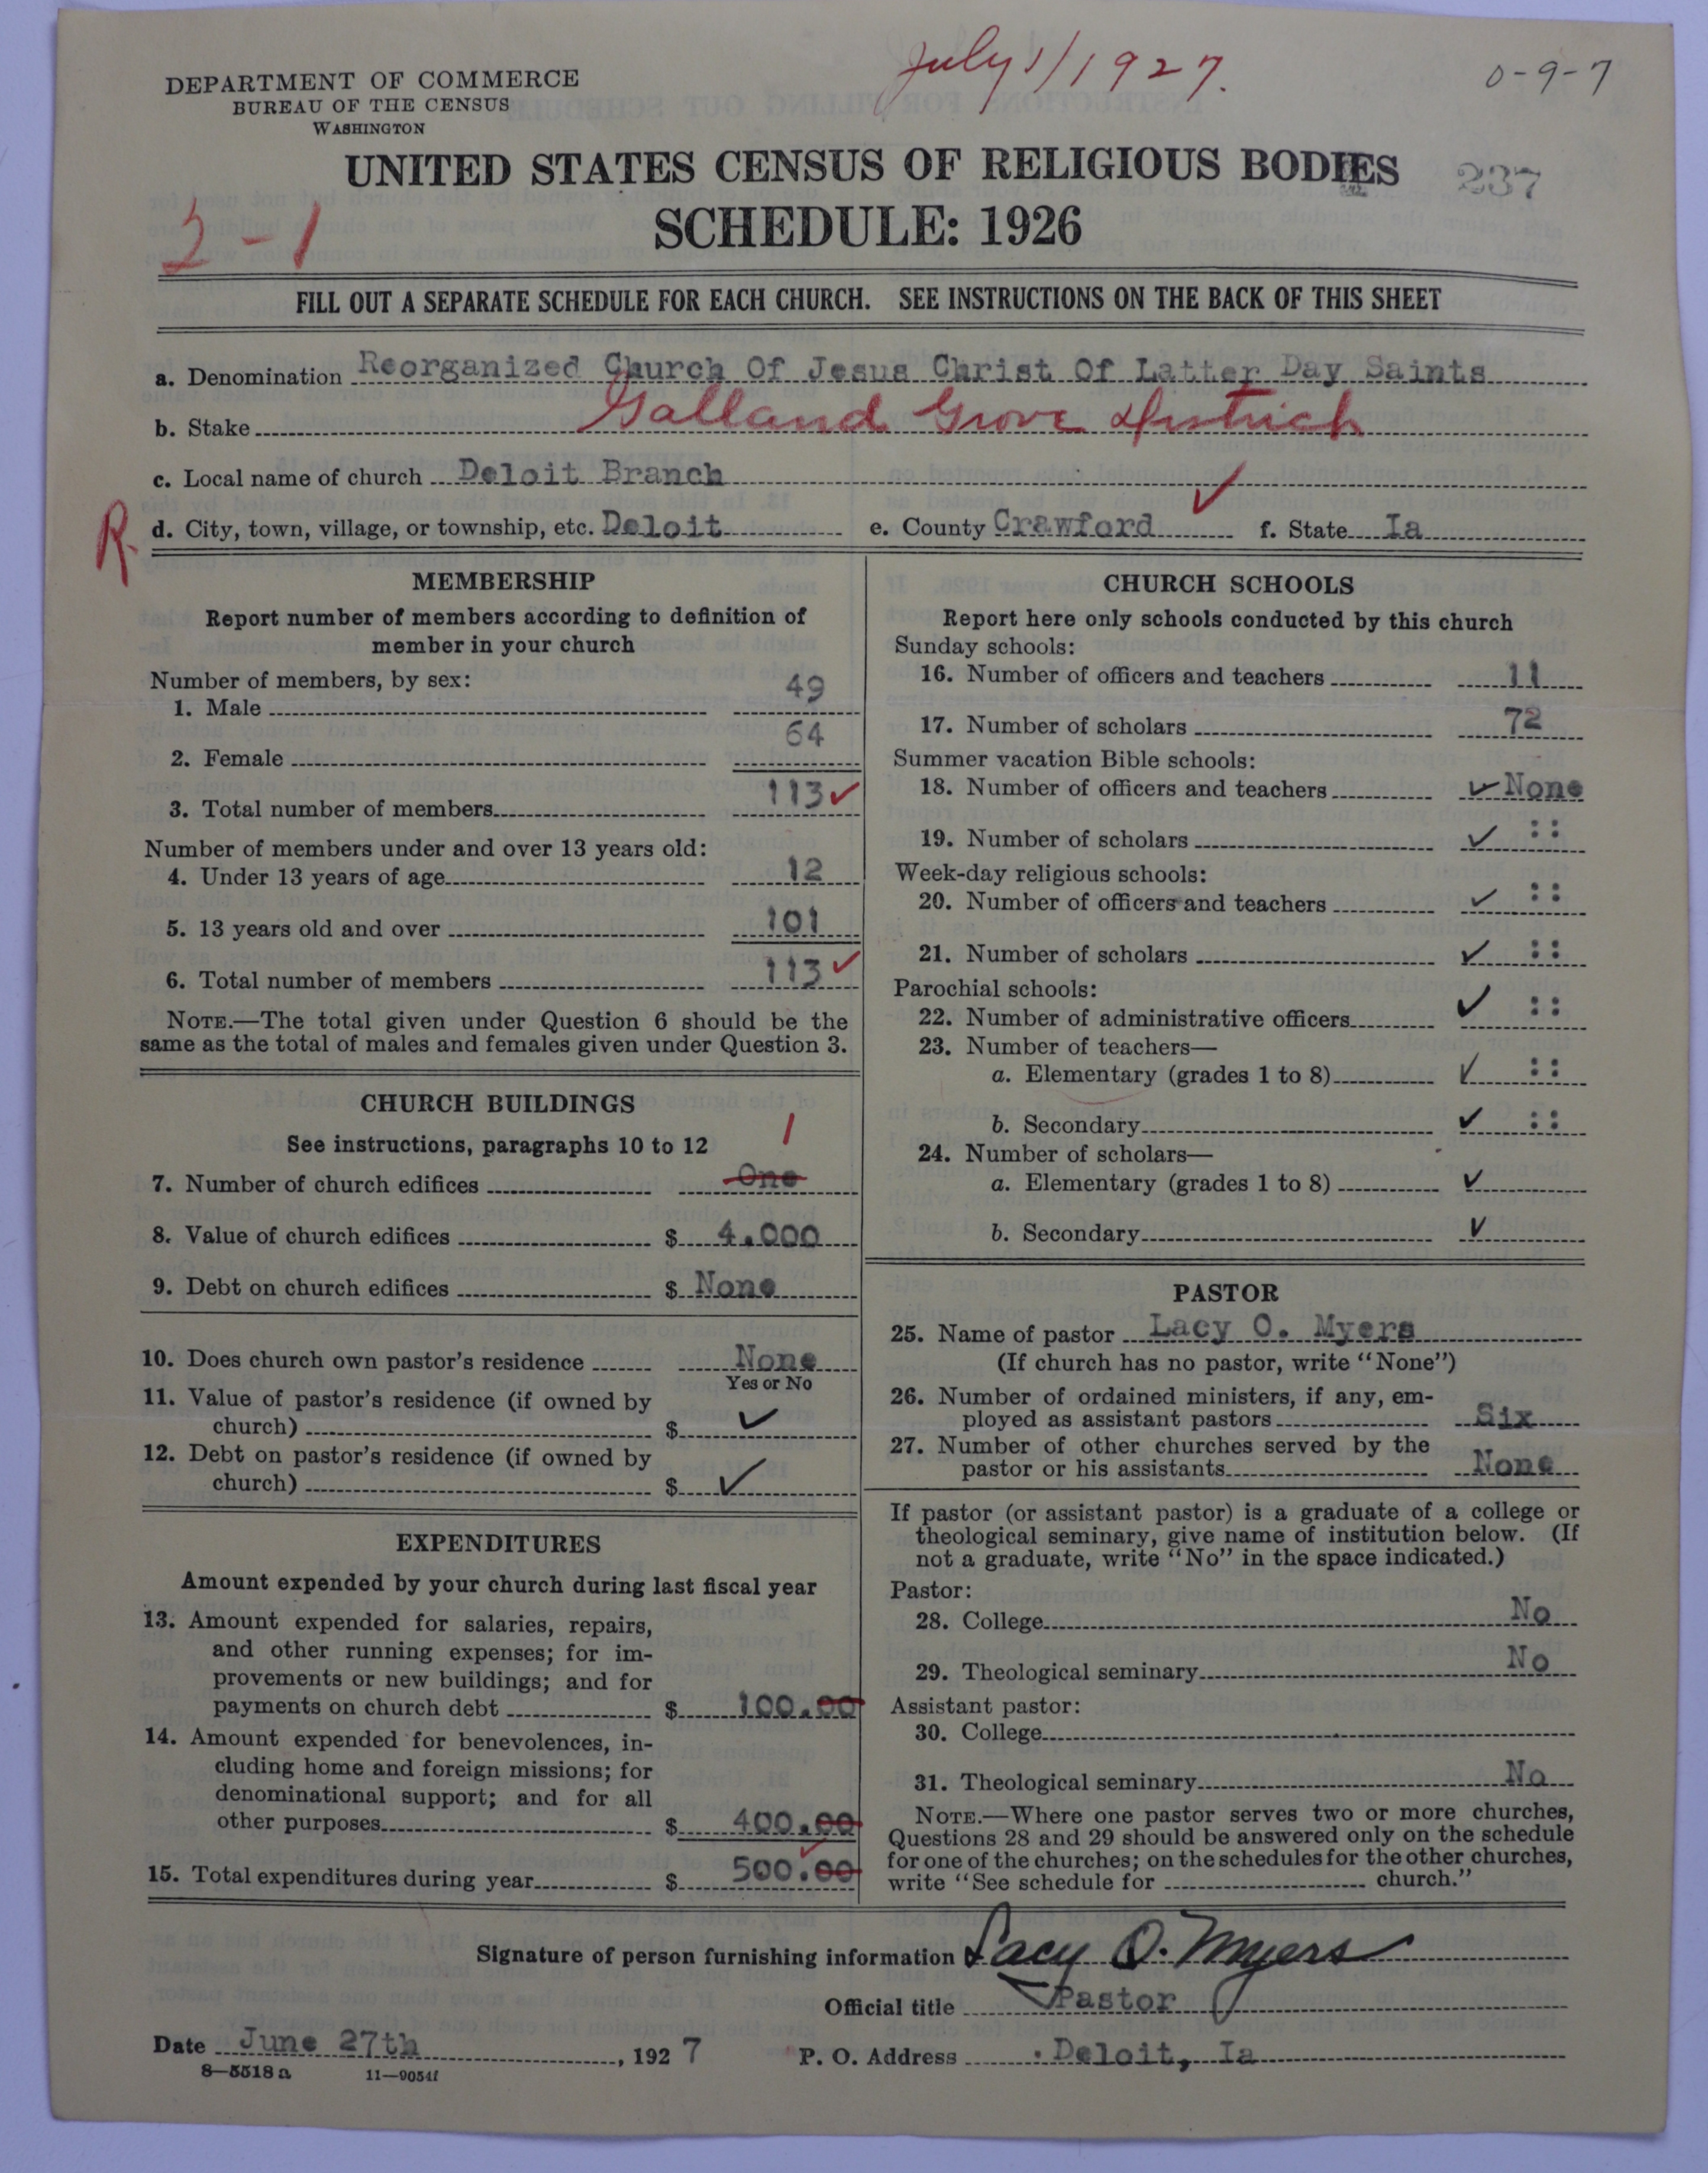 July 1/1927.
0-9-7
DEPARTMENT OF COMMERCE
BUREAU OF THE CENSUS
WASHINGTON
UNITED STATES CENSUS OF RELIGIOUS BODIES
237
SCHEDULE: 1926
2-1
FILL OUT A SEPARATE SCHEDULE FOR EACH CHURCH. SEE INSTRUCTIONS ON THE BACK OF THIS SHEET
a. Denomination Reorganized Church Of Jesus Christ Of Latter Day Saints
b. Stake Galland Grove District
c. Local name of church Deloit Branch
R.
d. City, town, village, or township, etc. Deloit e. County Crawford ✓ f. State Ia
MEMBERSHIP
Report number of members according to definition of
member in your church
Number of members, by sex:
1. Male 49
2. Female 64
3. Total number of members 113 ✓
Number of members under and over 13 years old:
4. Under 13 years of age 12
5. 13 years old and over 101
6. Total number of members 113 ✓
NOTE.—The total given under Question 6 should be the
same as the total of males and females given under Question 3.
CHURCH BUILDINGS
See instructions, paragraphs 10 to 12
1
7. Number of church edifices One
8. Value of church edifices $ 4.000
9. Debt on church edifices $ None
10. Does church own pastor's residence None
Yes or No
11. Value of pastor's residence (if owned by
church) $ ✓
12. Debt on pastor's residence (if owned by
church) $ ✓
EXPENDITURES
Amount expended by your church during last fiscal year
13. Amount expended for salaries, repairs,
and other running expenses; for im-
provements or new buildings; and for
payments on church debt $ 100.00
14. Amount expended for benevolences, in-
cluding home and foreign missions; for
denominational support; and for all
other purposes $ 400.00
15. Total expenditures during year $ 500.00 ✓
CHURCH SCHOOLS
Report here only schools conducted by this church
Sunday schools:
16. Number of officers and teachers 11
17. Number of scholars 72
Summer vacation Bible schools:
18. Number of officers and teachers ✓ None
19. Number of scholars ✓ ::
Week-day religious schools:
20. Number of officers and teachers ✓ ::
21. Number of scholars ✓ ::
Parochial schools:
22. Number of administrative officers ✓ ::
23. Number of teachers—
a. Elementary (grades 1 to 8) ✓ ::
b. Secondary ✓ ::
24. Number of scholars—
a. Elementary (grades 1 to 8) ✓
b. Secondary ✓
PASTOR
25. Name of pastor Lacy O. Myers
(If church has no pastor, write "None")
26. Number of ordained ministers, if any, em-
ployed as assistant pastors Six
27. Number of other churches served by the
pastor or his assistants None
If pastor (or assistant pastor) is a graduate of a college or
theological seminary, give name of institution below. (If
not a graduate, write "No" in the space indicated.)
Pastor:
28. College No
29. Theological seminary No
Assistant pastor:
30. College
31. Theological seminary No
NOTE.—Where one pastor serves two or more churches,
Questions 28 and 29 should be answered only on the schedule
for one of the churches; on the schedules for the other churches,
write "See schedule for church."
Signature of person furnishing information Lacy O. Myers
Official title Pastor
Date June 27th, 1927 P. O. Address Deloit, Ia
8—5518 a 11—9054f